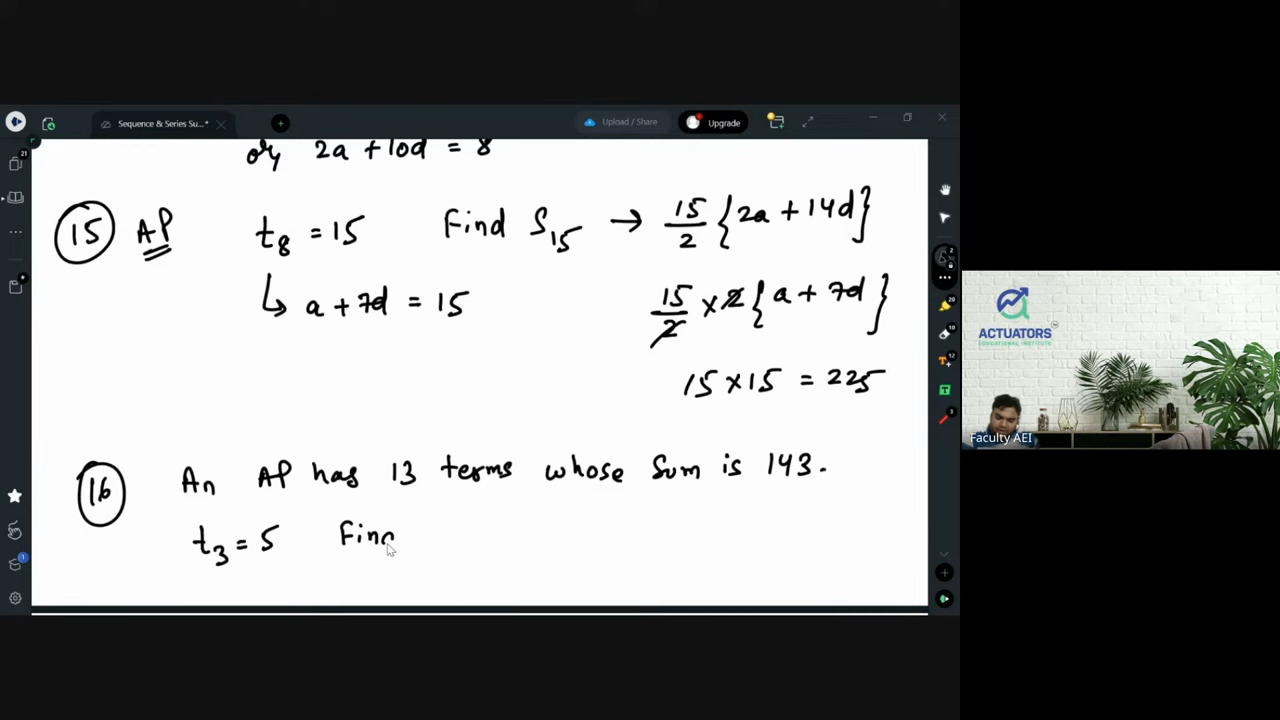 Sequence & Series Su...*
Upload / Share
Upgrade
or, 2a + 10d = 8
15 AP t₈ = 15 Find S₁₅ → 15/2 {2a + 14d}
↳ a + 7d = 15 15/2 × 2 {a + 7d}
15 × 15 = 225
16 An AP has 13 terms whose sum is 143.
t₃ = 5 Find
ACTUATORS
EDUCATIONAL INSTITUTE
Faculty AEI